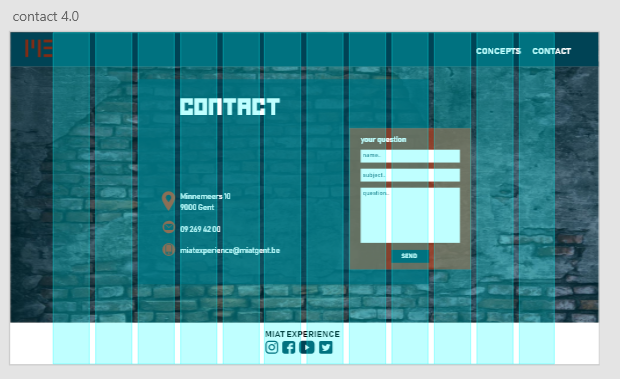 contact 4.0
ME
CONCEPTS CONTACT
CONTACT
your question
name..
subject..
question..
Minnemeers 10
9000 Gent
09 269 42 00
miatexperience@miatgent.be
SEND
MIAT EXPERIENCE